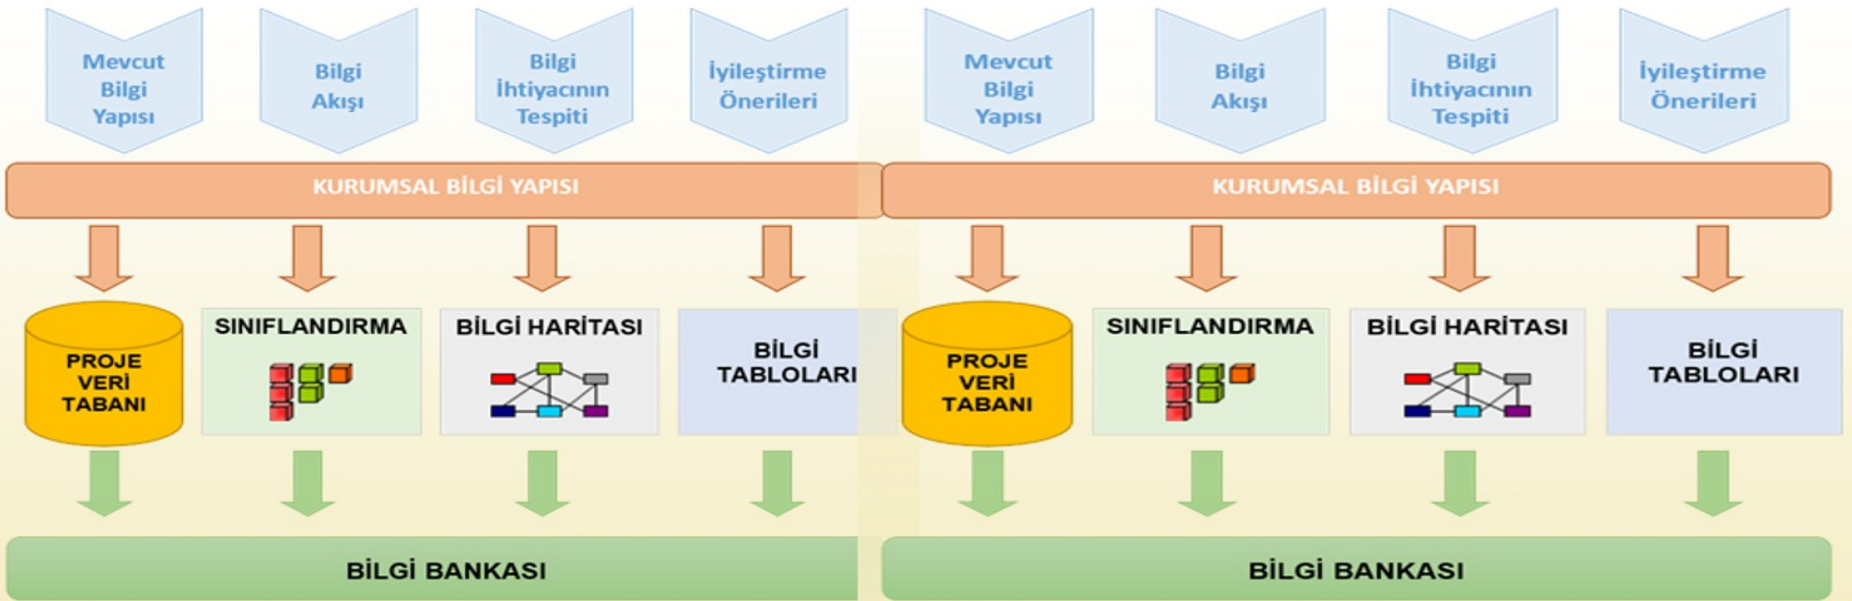 Mevcut
Bilgi
Yapısı
Bilgi
Akışı
Bilgi
İhtiyacının
Tespiti
İyileştirme
Önerileri
Mevcut
Bilgi
Yapısı
Bilgi
Akışı
Bilgi
İhtiyacının
Tespiti
İyileştirme
Önerileri
KURUMSAL BİLGİ YAPISI
KURUMSAL BİLGİ YAPISI
PROJE
VERİ
TABANI
SINIFLANDIRMA
BİLGİ HARİTASI
BİLGİ
TABLOLARI
PROJE
VERİ
TABANI
SINIFLANDIRMA
BİLGİ HARİTASI
BİLGİ
TABLOLARI
BİLGİ BANKASI
BİLGİ BANKASI